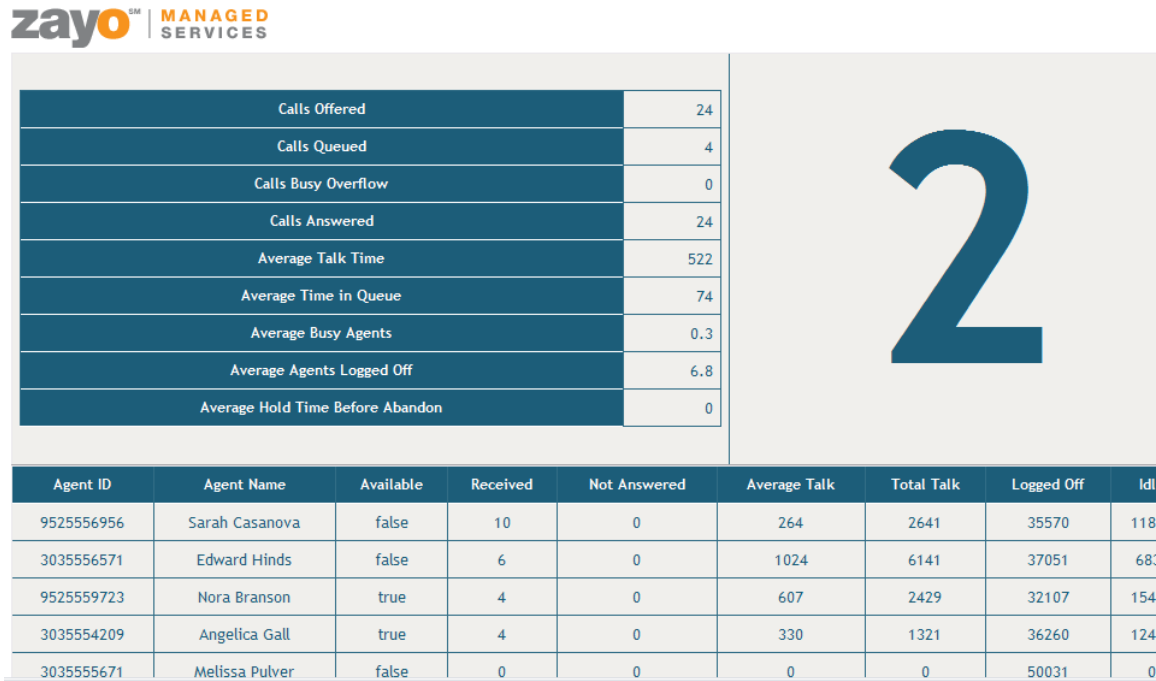 zayo℠ | MANAGED SERVICES
Calls Offered 24
Calls Queued 4
Calls Busy Overflow 0
Calls Answered 24
Average Talk Time 522
Average Time in Queue 74
Average Busy Agents 0.3
Average Agents Logged Off 6.8
Average Hold Time Before Abandon 0
2
Agent ID Agent Name Available Received Not Answered Average Talk Total Talk Logged Off
9525556956 Sarah Casanova false 10 0 264 2641 35570
3035556571 Edward Hinds false 6 0 1024 6141 37051
9525559723 Nora Branson true 4 0 607 2429 32107
3035554209 Angelica Gall true 4 0 330 1321 36260
3035555671 Melissa Pulver false 0 0 0 0 50031 0